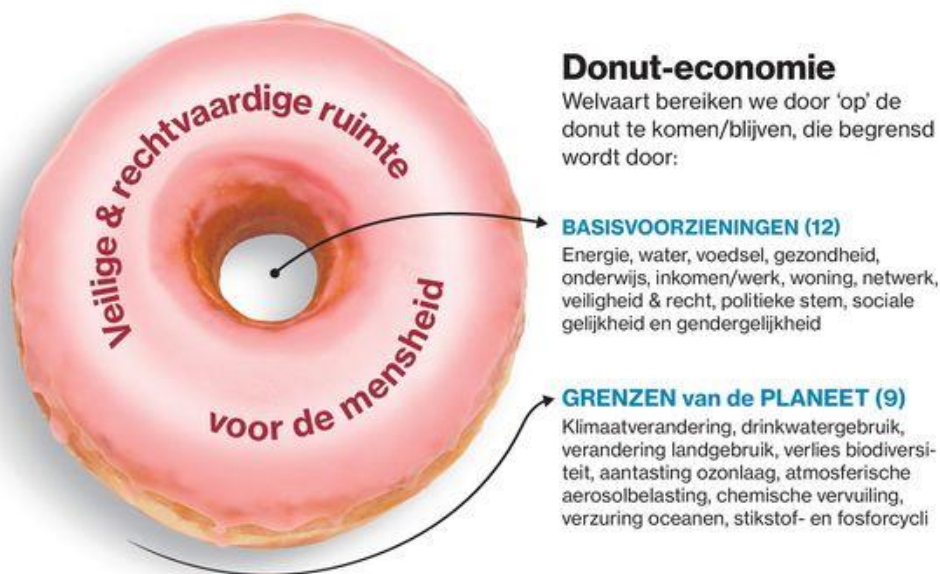 Veilige & rechtvaardige ruimte
voor de mensheid
Donut-economie
Welvaart bereiken we door ‘op’ de
donut te komen/blijven, die begrensd
wordt door:
BASISVOORZIENINGEN (12)
Energie, water, voedsel, gezondheid,
onderwijs, inkomen/werk, woning, netwerk,
veiligheid & recht, politieke stem, sociale
gelijkheid en gendergelijkheid
GRENZEN van de PLANEET (9)
Klimaatverandering, drinkwatergebruik,
verandering landgebruik, verlies biodiversi-
teit, aantasting ozonlaag, atmosferische
aerosolbelasting, chemische vervuiling,
verzuring oceanen, stikstof- en fosforcycli